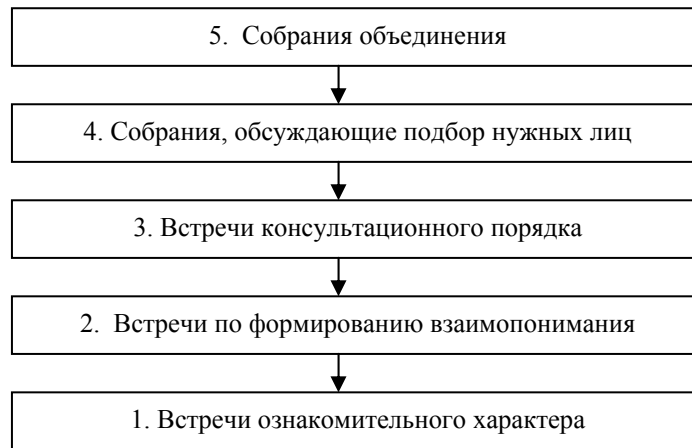 5. Собрания объединения
4. Собрания, обсуждающие подбор нужных лиц
3. Встречи консультационного порядка
2. Встречи по формированию взаимопонимания
1. Встречи ознакомительного характера